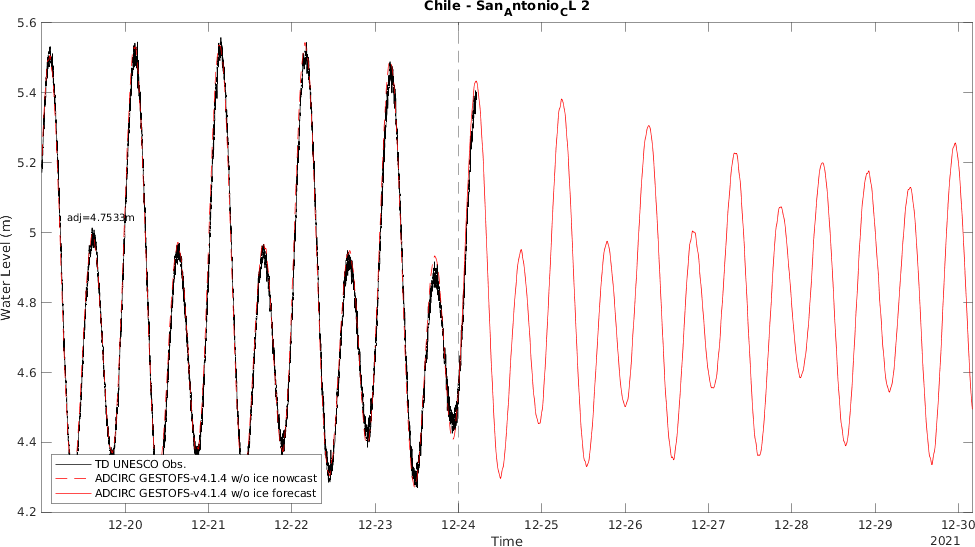 Chile - SanAntonioCL 2
5.6
5.4
5.2
5
4.8
4.6
4.4
4.2
Water Level (m)
adj=4.7533m
TD UNESCO Obs.
ADCIRC GESTOFS-v4.1.4 w/o ice nowcast
ADCIRC GESTOFS-v4.1.4 w/o ice forecast
12-20 12-21 12-22 12-23 12-24 12-25 12-26 12-27 12-28 12-29 12-30
Time
2021